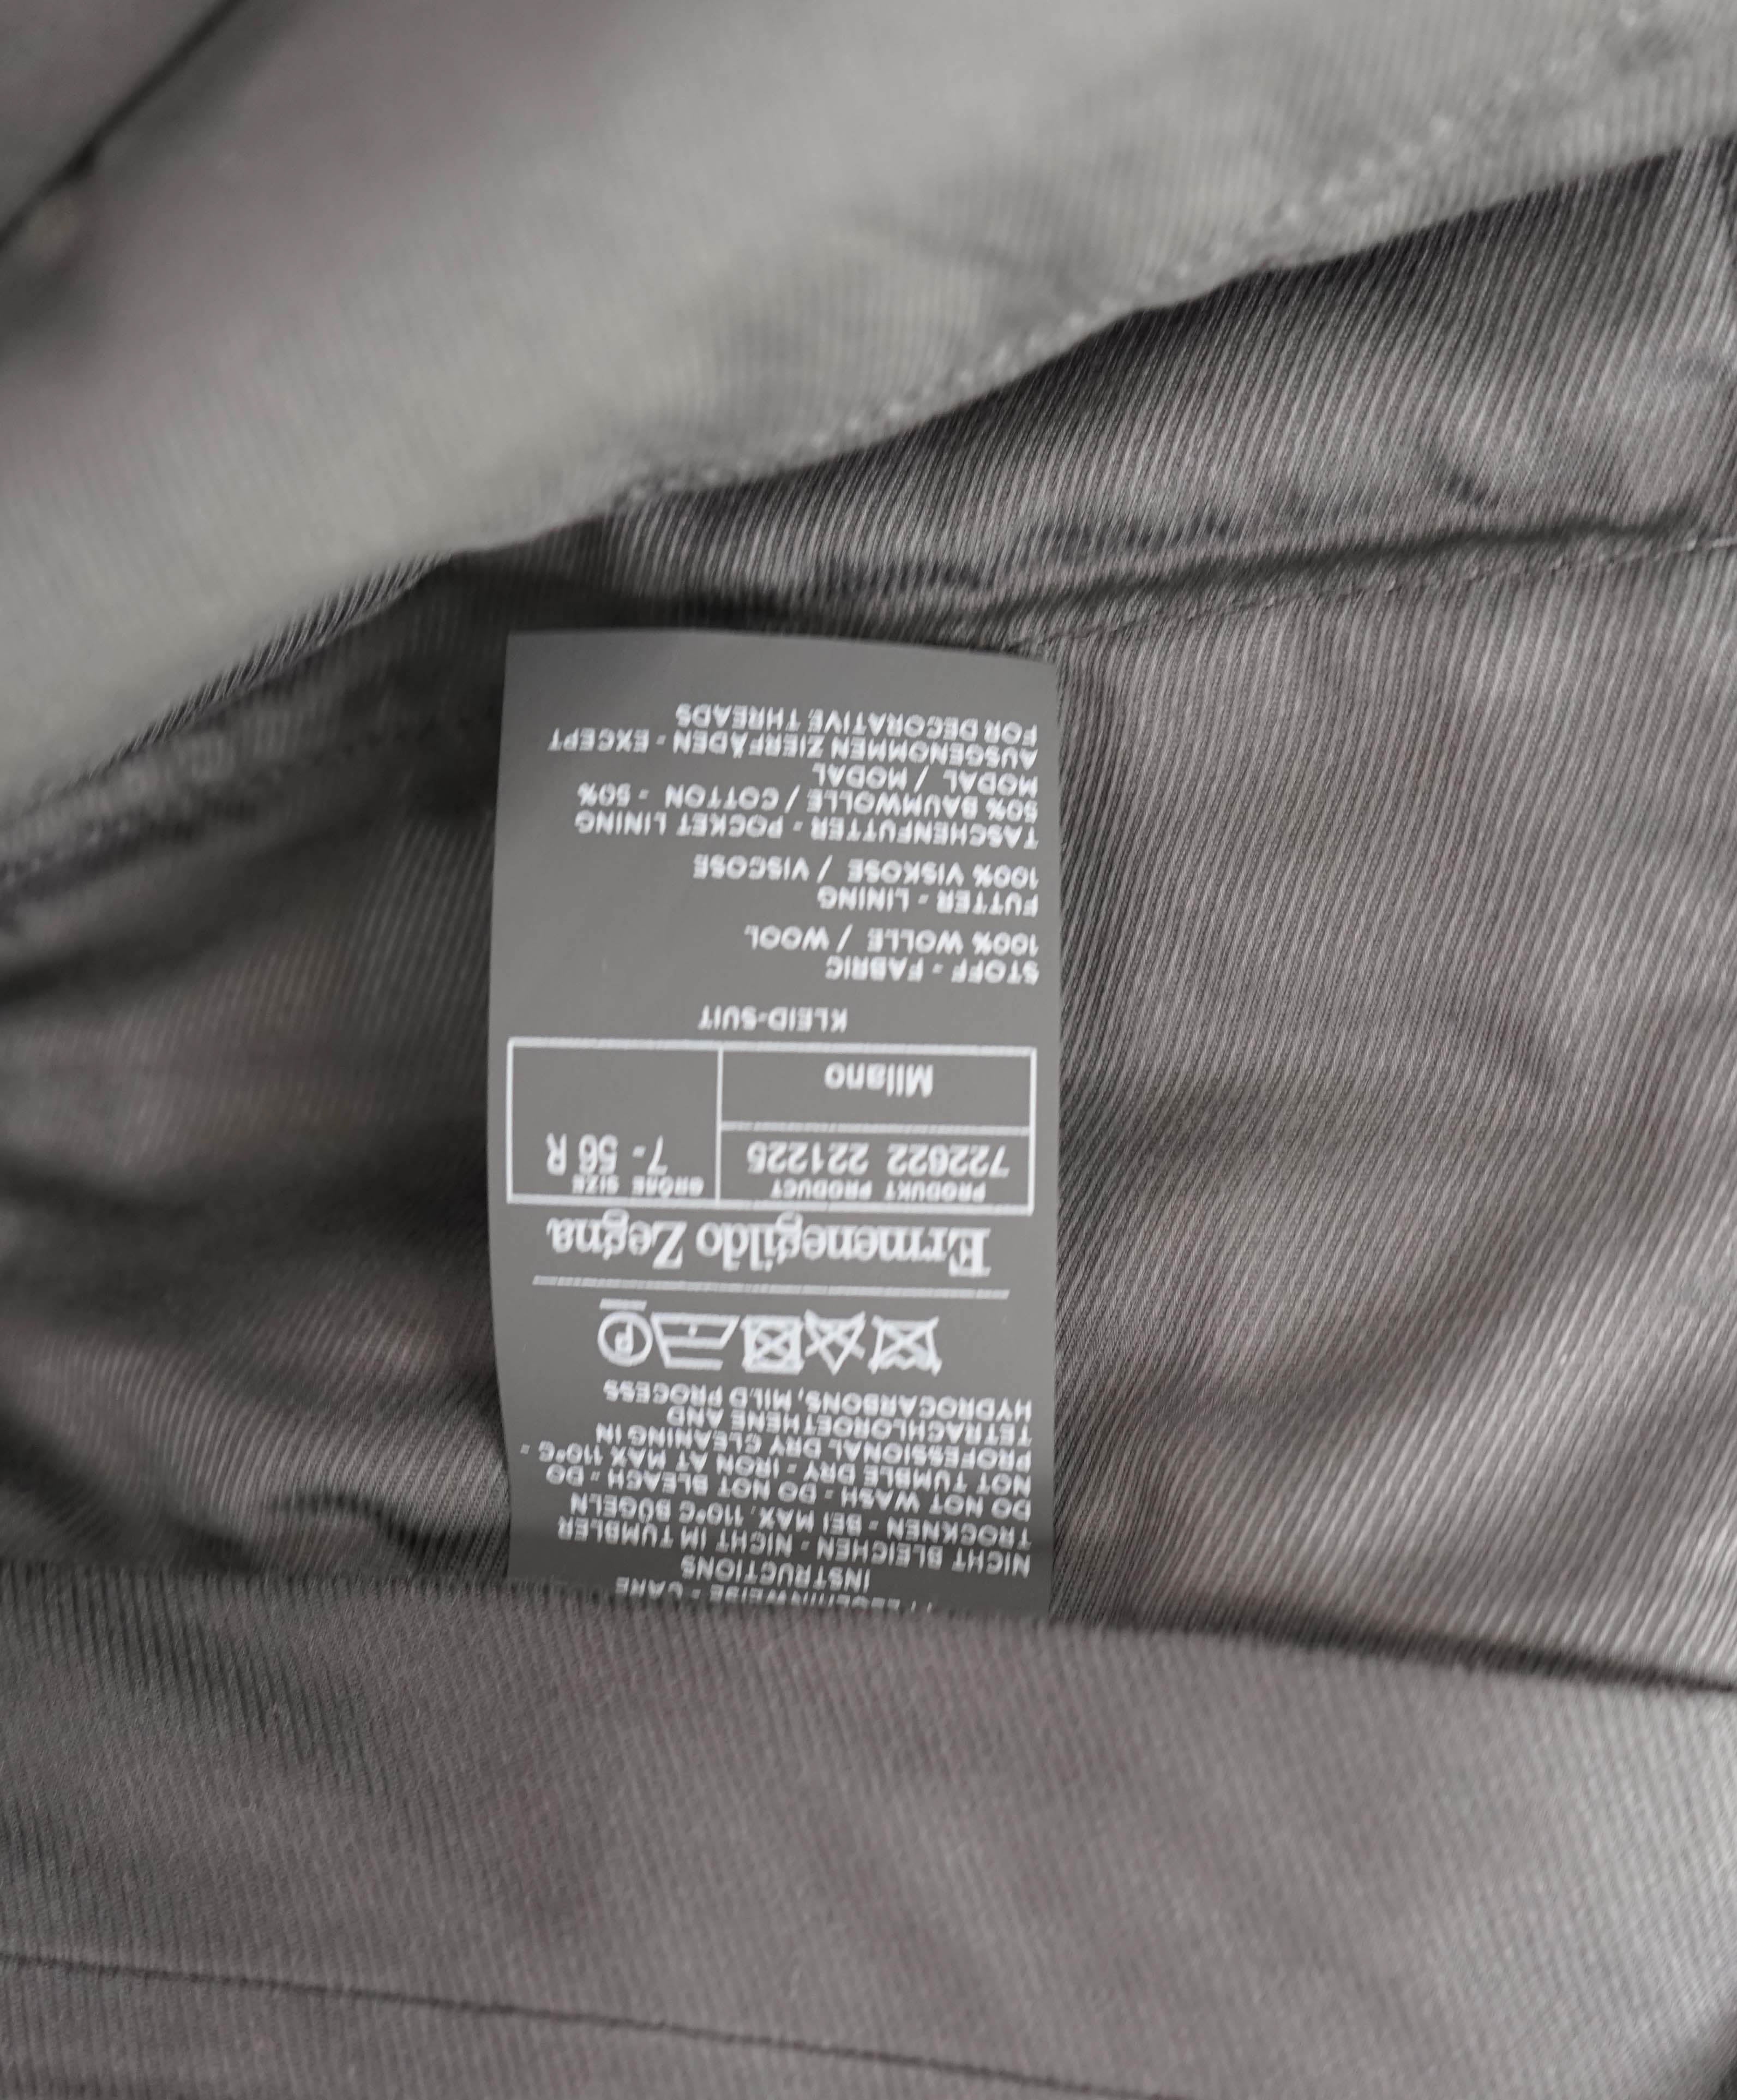 INSTRUCTIONS
NICHT BLEICHEN - NICHT IM TUMBLER
TROCKNEN - BEI MAX. 110°C BÜGELN
DO NOT WASH - DO NOT BLEACH - DO
NOT TUMBLE DRY - IRON AT MAX 110°C -
PROFESSIONAL DRY CLEANING IN
TETRACHLOROETHENE AND
HYDROCARBONS, MILD PROCESS
P
Ermenegildo Zegna
PRODUKT PRODUCT GRÖßE SIZE
722622 221225 7- 56 R
Milano
KLEID-SUIT
STOFF - FABRIC
100% WOLLE / WOOL
FUTTER - LINING
100% VISKOSE / VISCOSE
TASCHENFUTTER - POCKET LINING
50% BAUMWOLLE / COTTON - 50%
MODAL / MODAL
AUSGENOMMEN ZIERFÄDEN - EXCEPT
FOR DECORATIVE THREADS